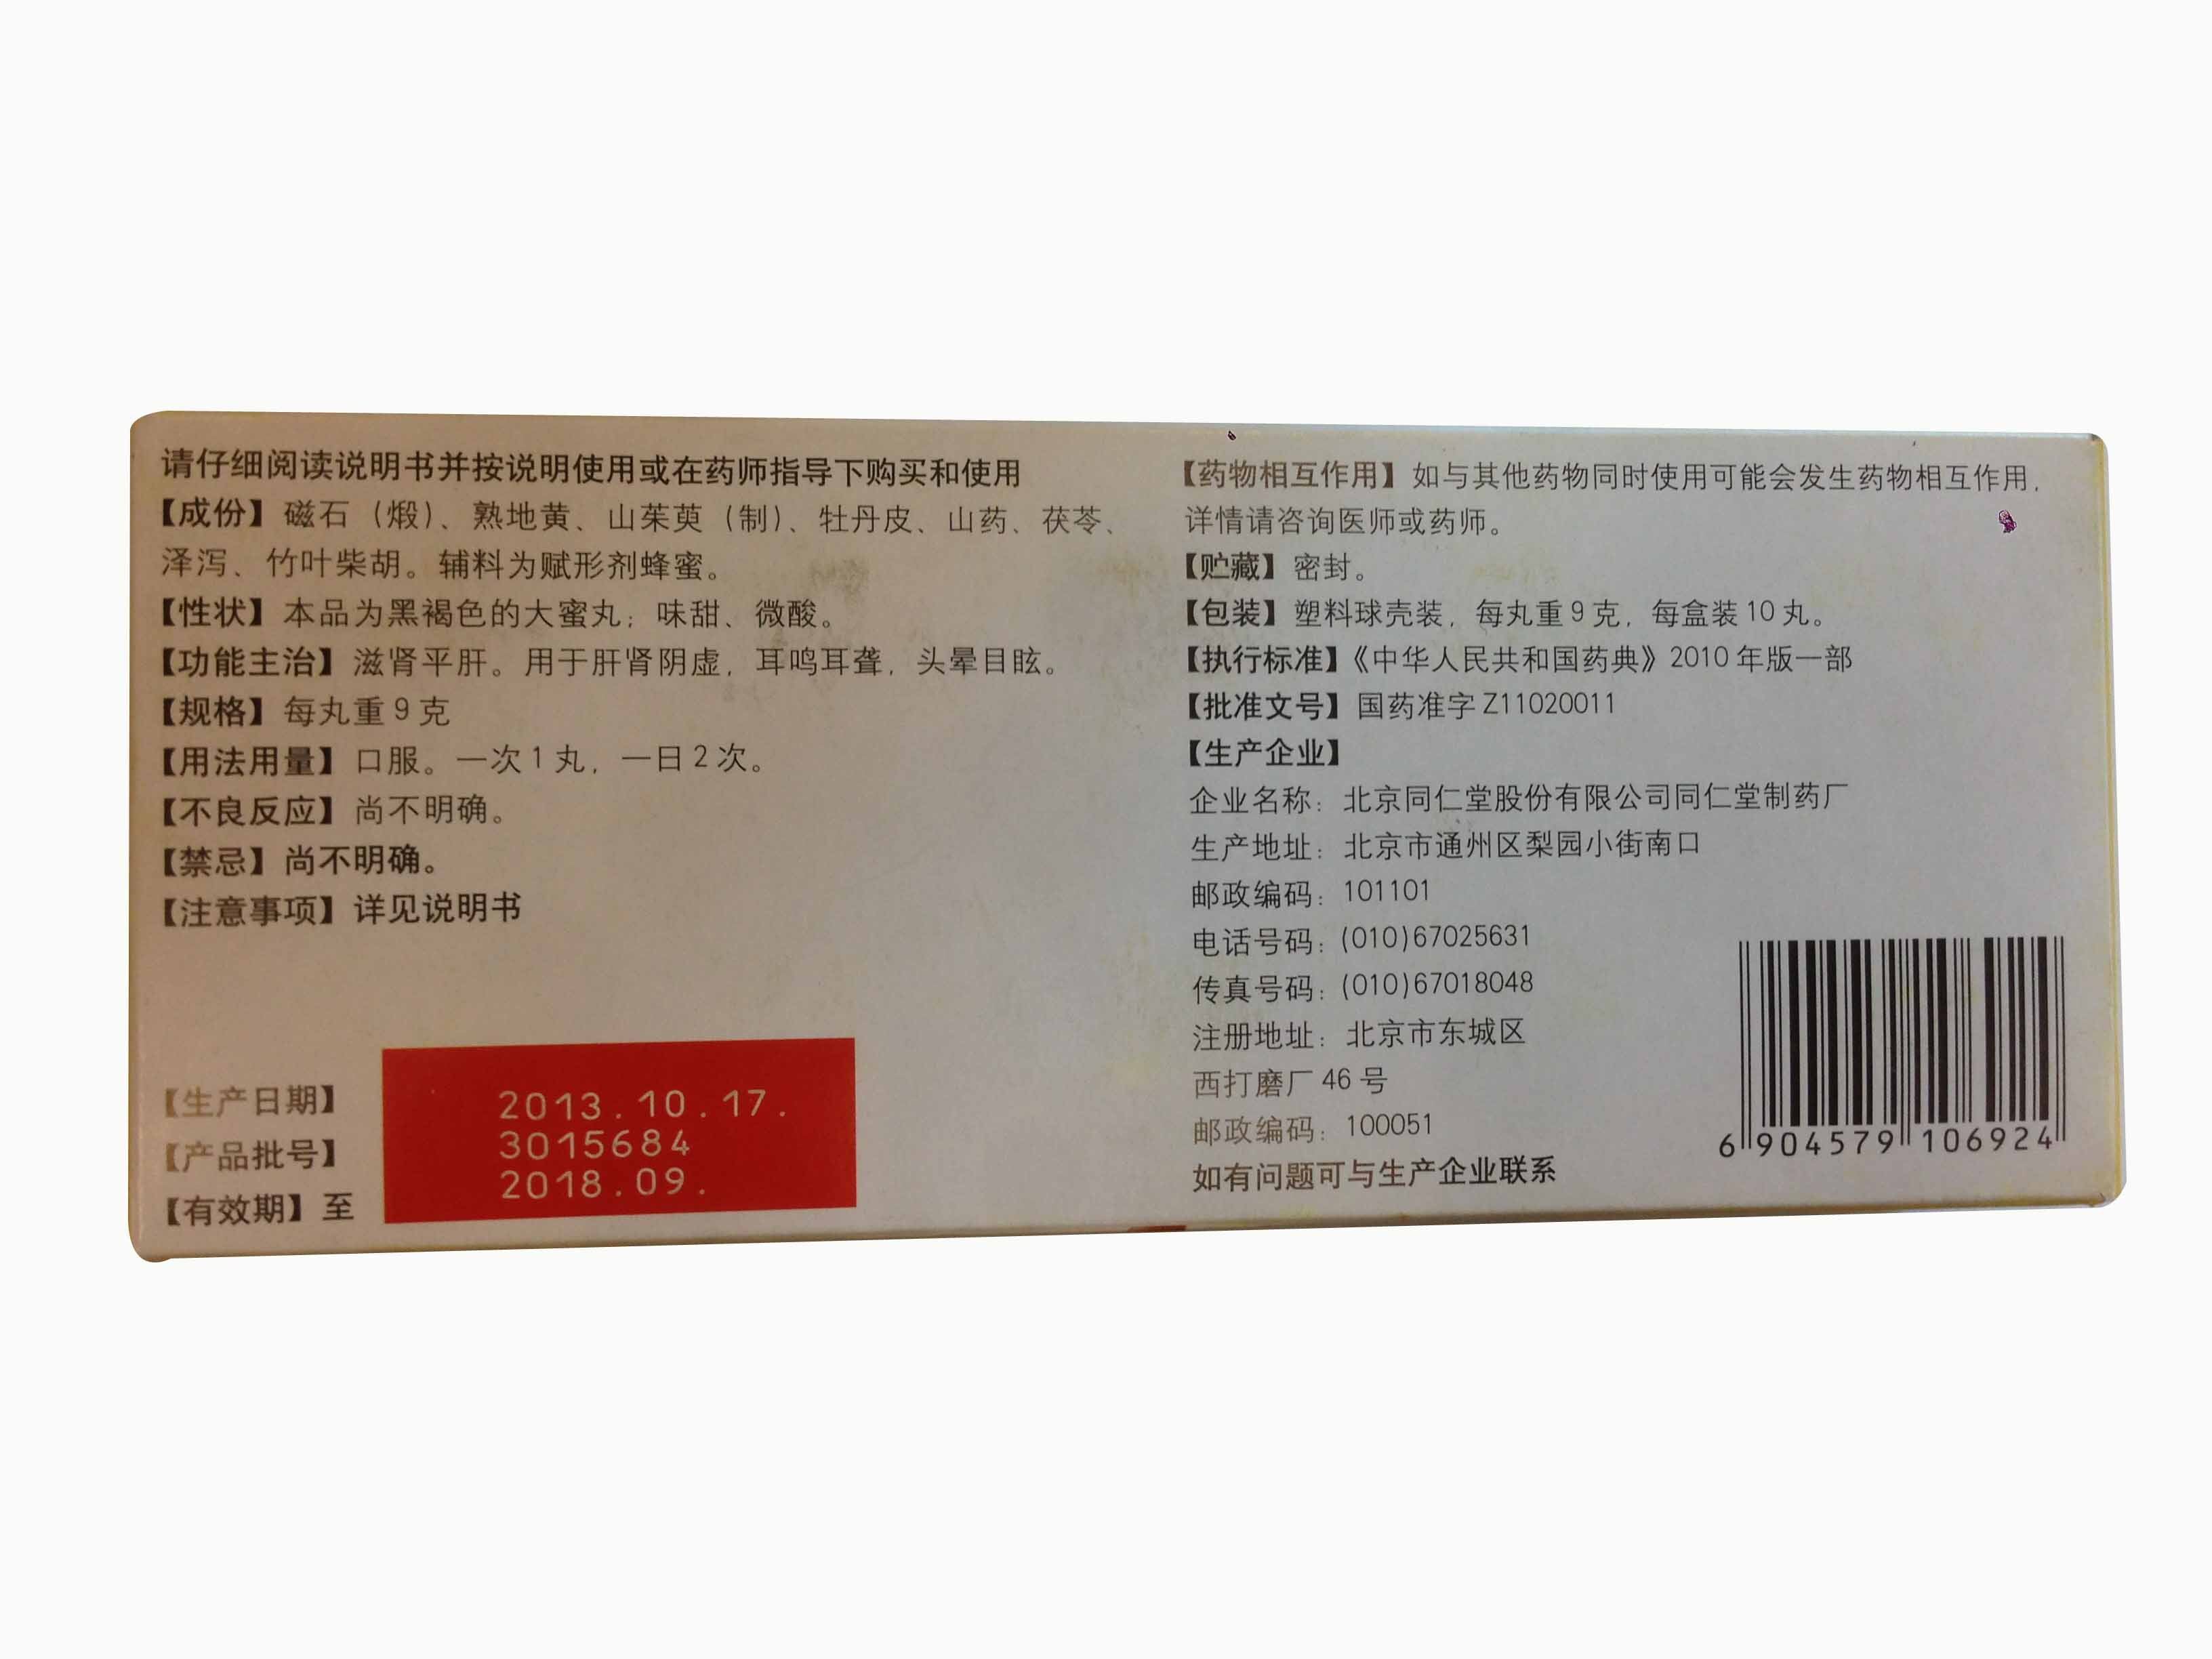 请仔细阅读说明书并按说明使用或在药师指导下购买和使用
【成份】磁石（煅）、熟地黄、山茱萸（制）、牡丹皮、山药、茯苓、
泽泻、竹叶柴胡。辅料为赋形剂蜂蜜。
【性状】本品为黑褐色的大蜜丸；味甜、微酸。
【功能主治】滋肾平肝。用于肝肾阴虚，耳鸣耳聋，头晕目眩。
【规格】每丸重9克
【用法用量】口服。一次1丸，一日2次。
【不良反应】尚不明确。
【禁忌】尚不明确。
【注意事项】详见说明书
【生产日期】 2013.10.17.
【产品批号】 3015684
【有效期】至 2018.09.
【药物相互作用】如与其他药物同时使用可能会发生药物相互作用，
详情请咨询医师或药师。
【贮藏】密封。
【包装】塑料球壳装，每丸重9克，每盒装10丸。
【执行标准】《中华人民共和国药典》2010年版一部
【批准文号】国药准字Z11020011
【生产企业】
企业名称：北京同仁堂股份有限公司同仁堂制药厂
生产地址：北京市通州区梨园小街南口
邮政编码：101101
电话号码：(010)67025631
传真号码：(010)67018048
注册地址：北京市东城区
西打磨厂46号
邮政编码：100051
如有问题可与生产企业联系
6 904579 106924